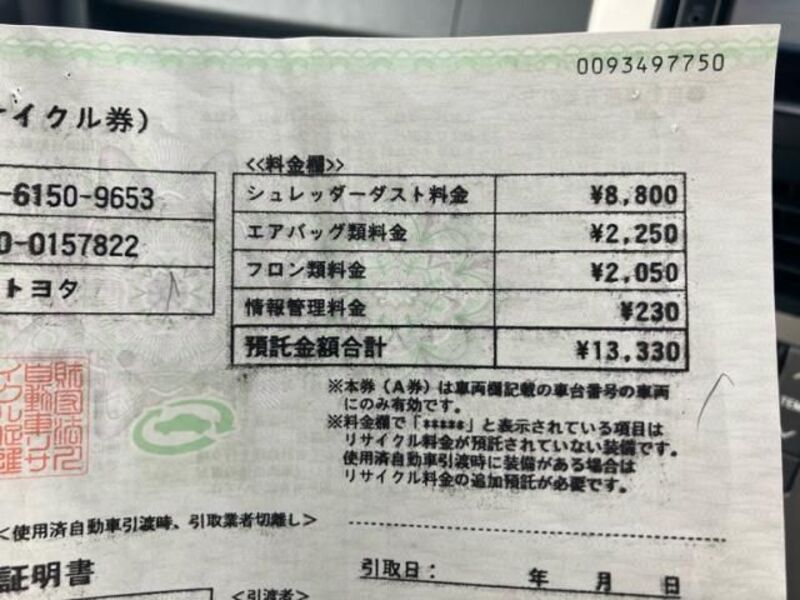 0093497750
イクル券）
≪料金欄≫
-6150-9653
シュレッダーダスト料金 ¥8,800
0-0157822
エアバッグ類料金 ¥2,250
トヨタ
フロン類料金 ¥2,050
情報管理料金 ¥230
預託金額合計 ¥13,330
※本券（A券）は車両欄記載の車台番号の車両
にのみ有効です。
※料金欄で「*****」と表示されている項目は
リサイクル料金が預託されていない装備です。
使用済自動車引渡時に装備がある場合は
リサイクル料金の追加預託が必要です。
＜使用済自動車引渡時、引取業者切離し＞
証明書
引取日： 年 月 日
＜引渡者＞